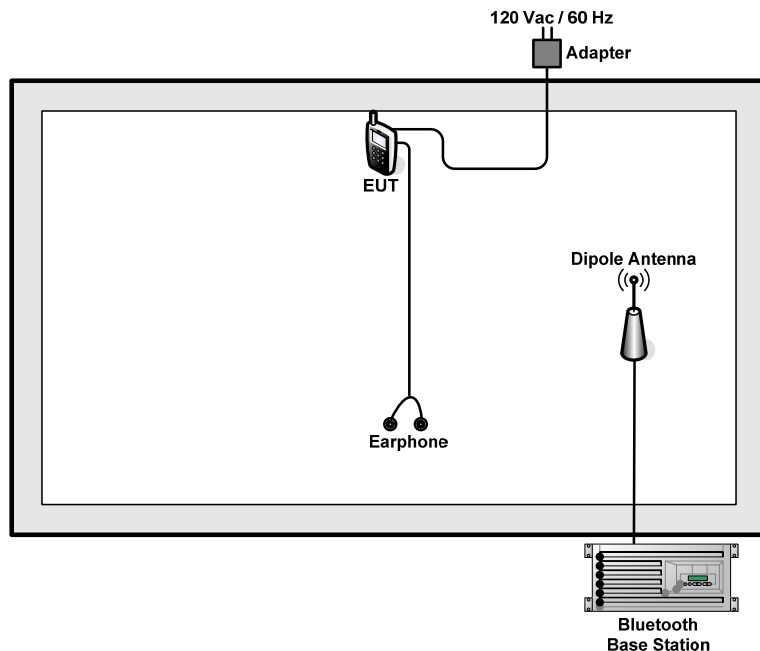 120 Vac / 60 Hz
Adapter
EUT
Dipole Antenna
Earphone
Bluetooth
Base Station